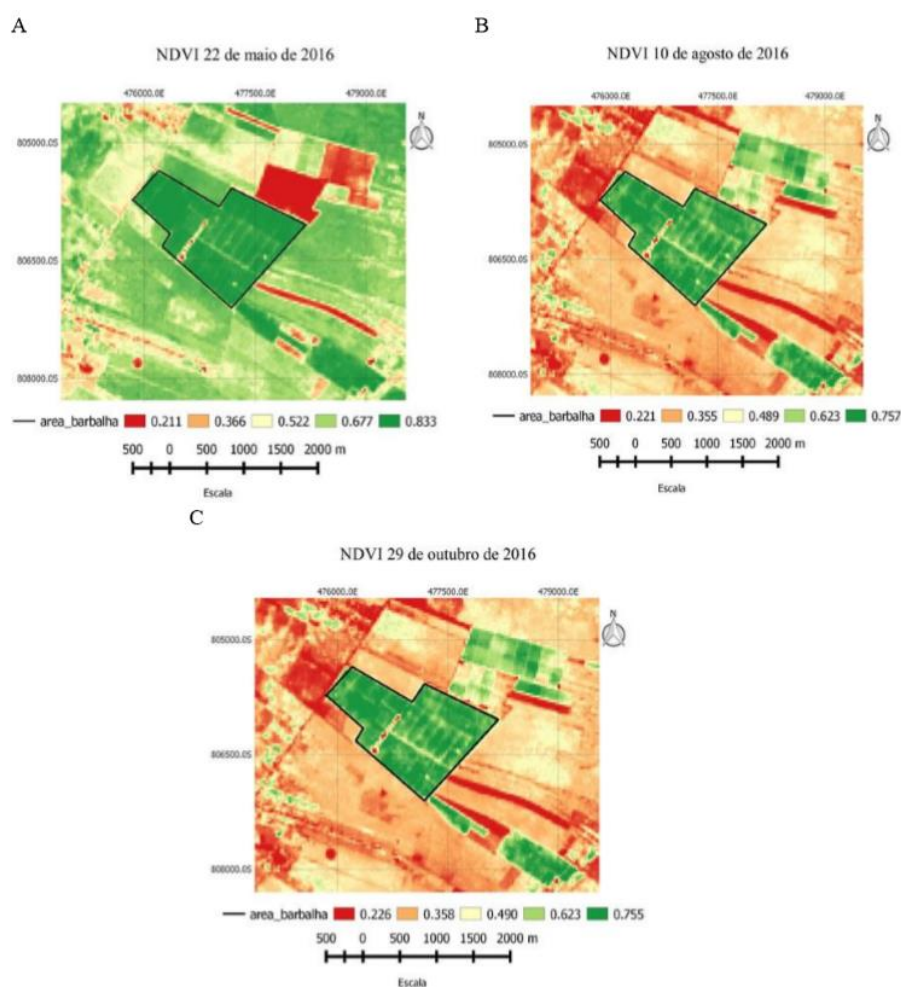 A
B
NDVI 22 de maio de 2016
NDVI 10 de agosto de 2016
476000.0E 477500.0E 479000.0E
476000.0E 477500.0E 479000.0E
N
N
805000.0S
805000.0S
806500.0S
806500.0S
808000.0S
808000.0S
area_barbalha 0.211 0.366 0.522 0.677 0.833
area_barbalha 0.221 0.355 0.489 0.623 0.757
500 0 500 1000 1500 2000 m
500 0 500 1000 1500 2000 m
Escala
Escala
C
NDVI 29 de outubro de 2016
476000.0E 477500.0E 479000.0E
N
805000.0S
806500.0S
808000.0S
area_barbalha 0.226 0.358 0.490 0.623 0.755
500 0 500 1000 1500 2000 m
Escala